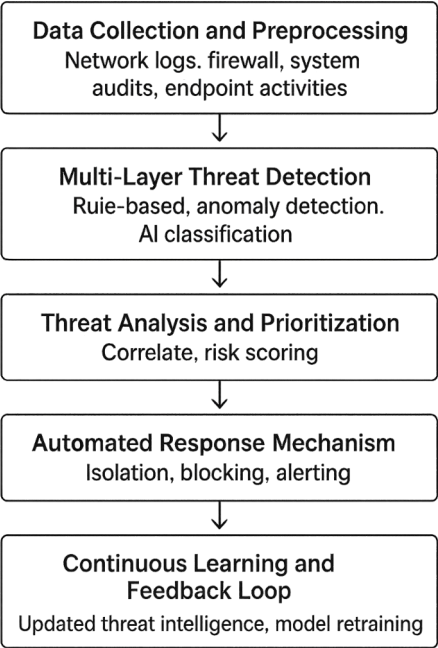 Data Collection and Preprocessing
Network logs. firewall, system
audits, endpoint activities
Multi-Layer Threat Detection
Ruie-based, anomaly detection.
AI classification
Threat Analysis and Prioritization
Correlate, risk scoring
Automated Response Mechanism
Isolation, blocking, alerting
Continuous Learning and
Feedback Loop
Updated threat intelligence, model retraining